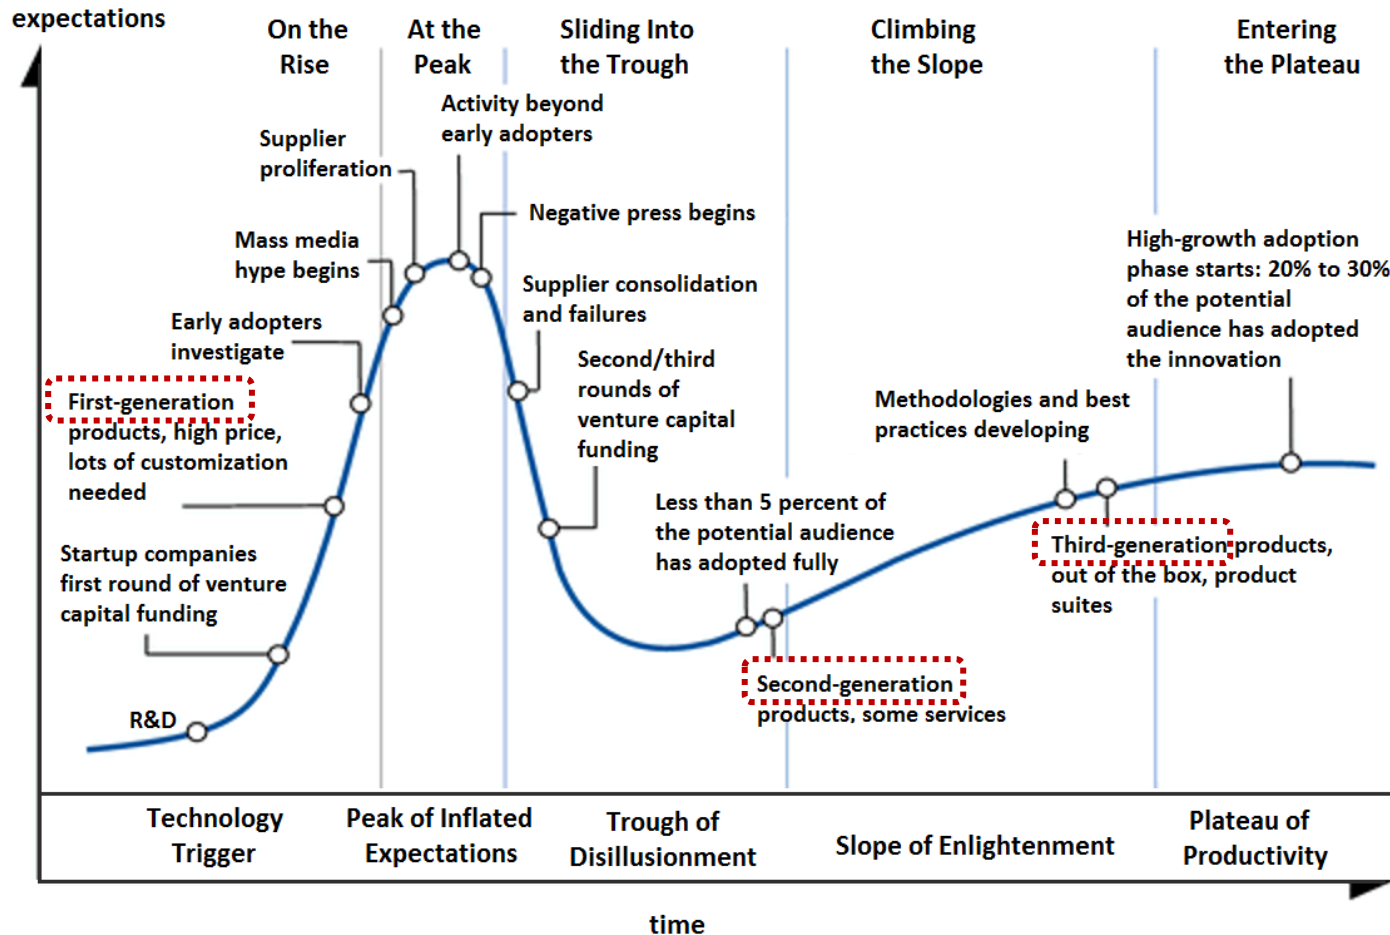 expectations
On the
Rise
At the
Peak
Sliding Into
the Trough
Climbing
the Slope
Entering
the Plateau
Activity beyond
early adopters
Supplier
proliferation
Negative press begins
Mass media
hype begins
Supplier consolidation
and failures
Early adopters
investigate
Second/third
rounds of
venture capital
funding
First-generation
products, high price,
lots of customization
needed
High-growth adoption
phase starts: 20% to 30%
of the potential
audience has adopted
the innovation
Methodologies and best
practices developing
Less than 5 percent of
the potential audience
has adopted fully
Startup companies
first round of venture
capital funding
Third-generation products,
out of the box, product
suites
Second-generation
products, some services
R&D
Technology
Trigger
Peak of Inflated
Expectations
Trough of
Disillusionment
Slope of Enlightenment
Plateau of
Productivity
time